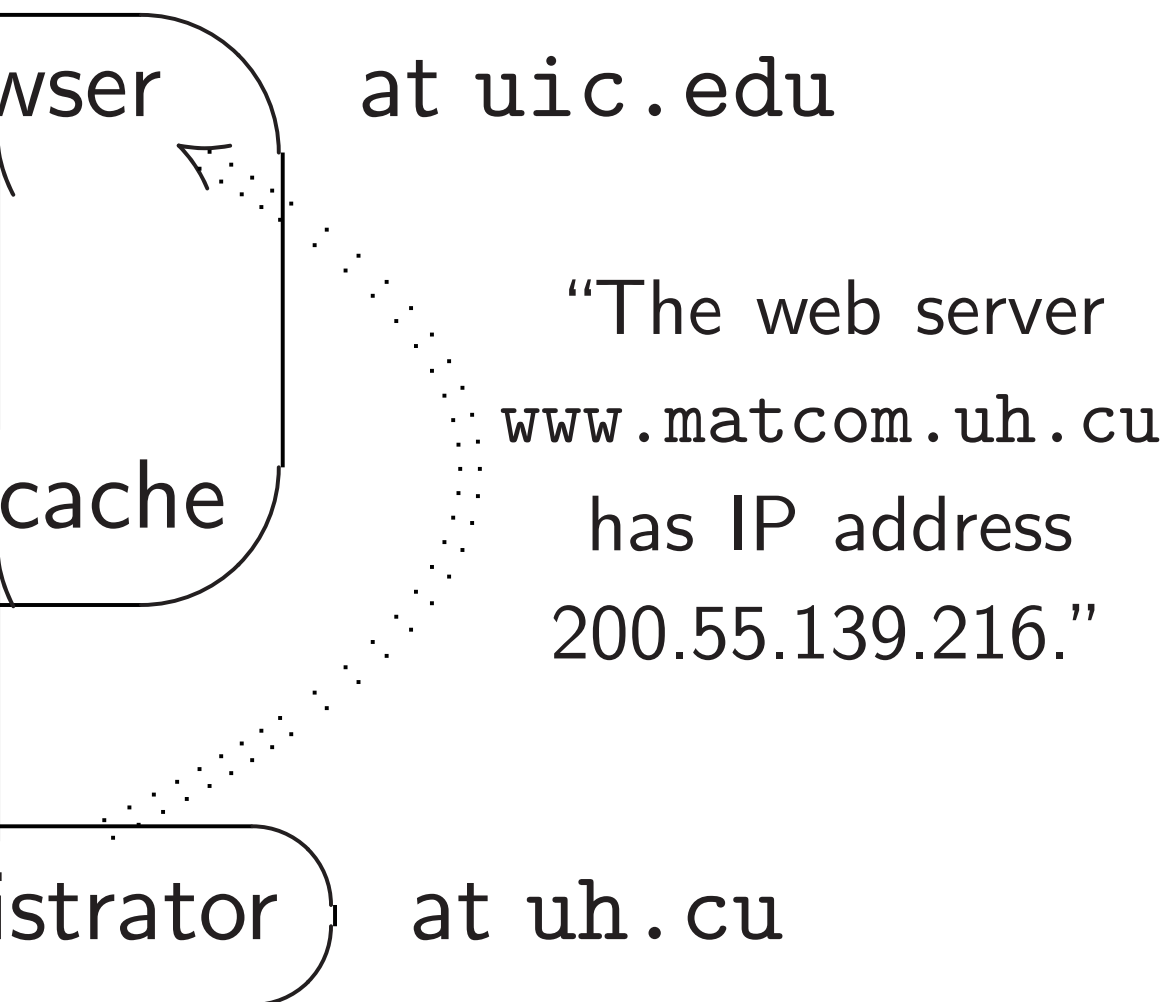 wser at uic.edu
“The web server
www.matcom.uh.cu
cache
has IP address
200.55.139.216.”
istrator at uh.cu